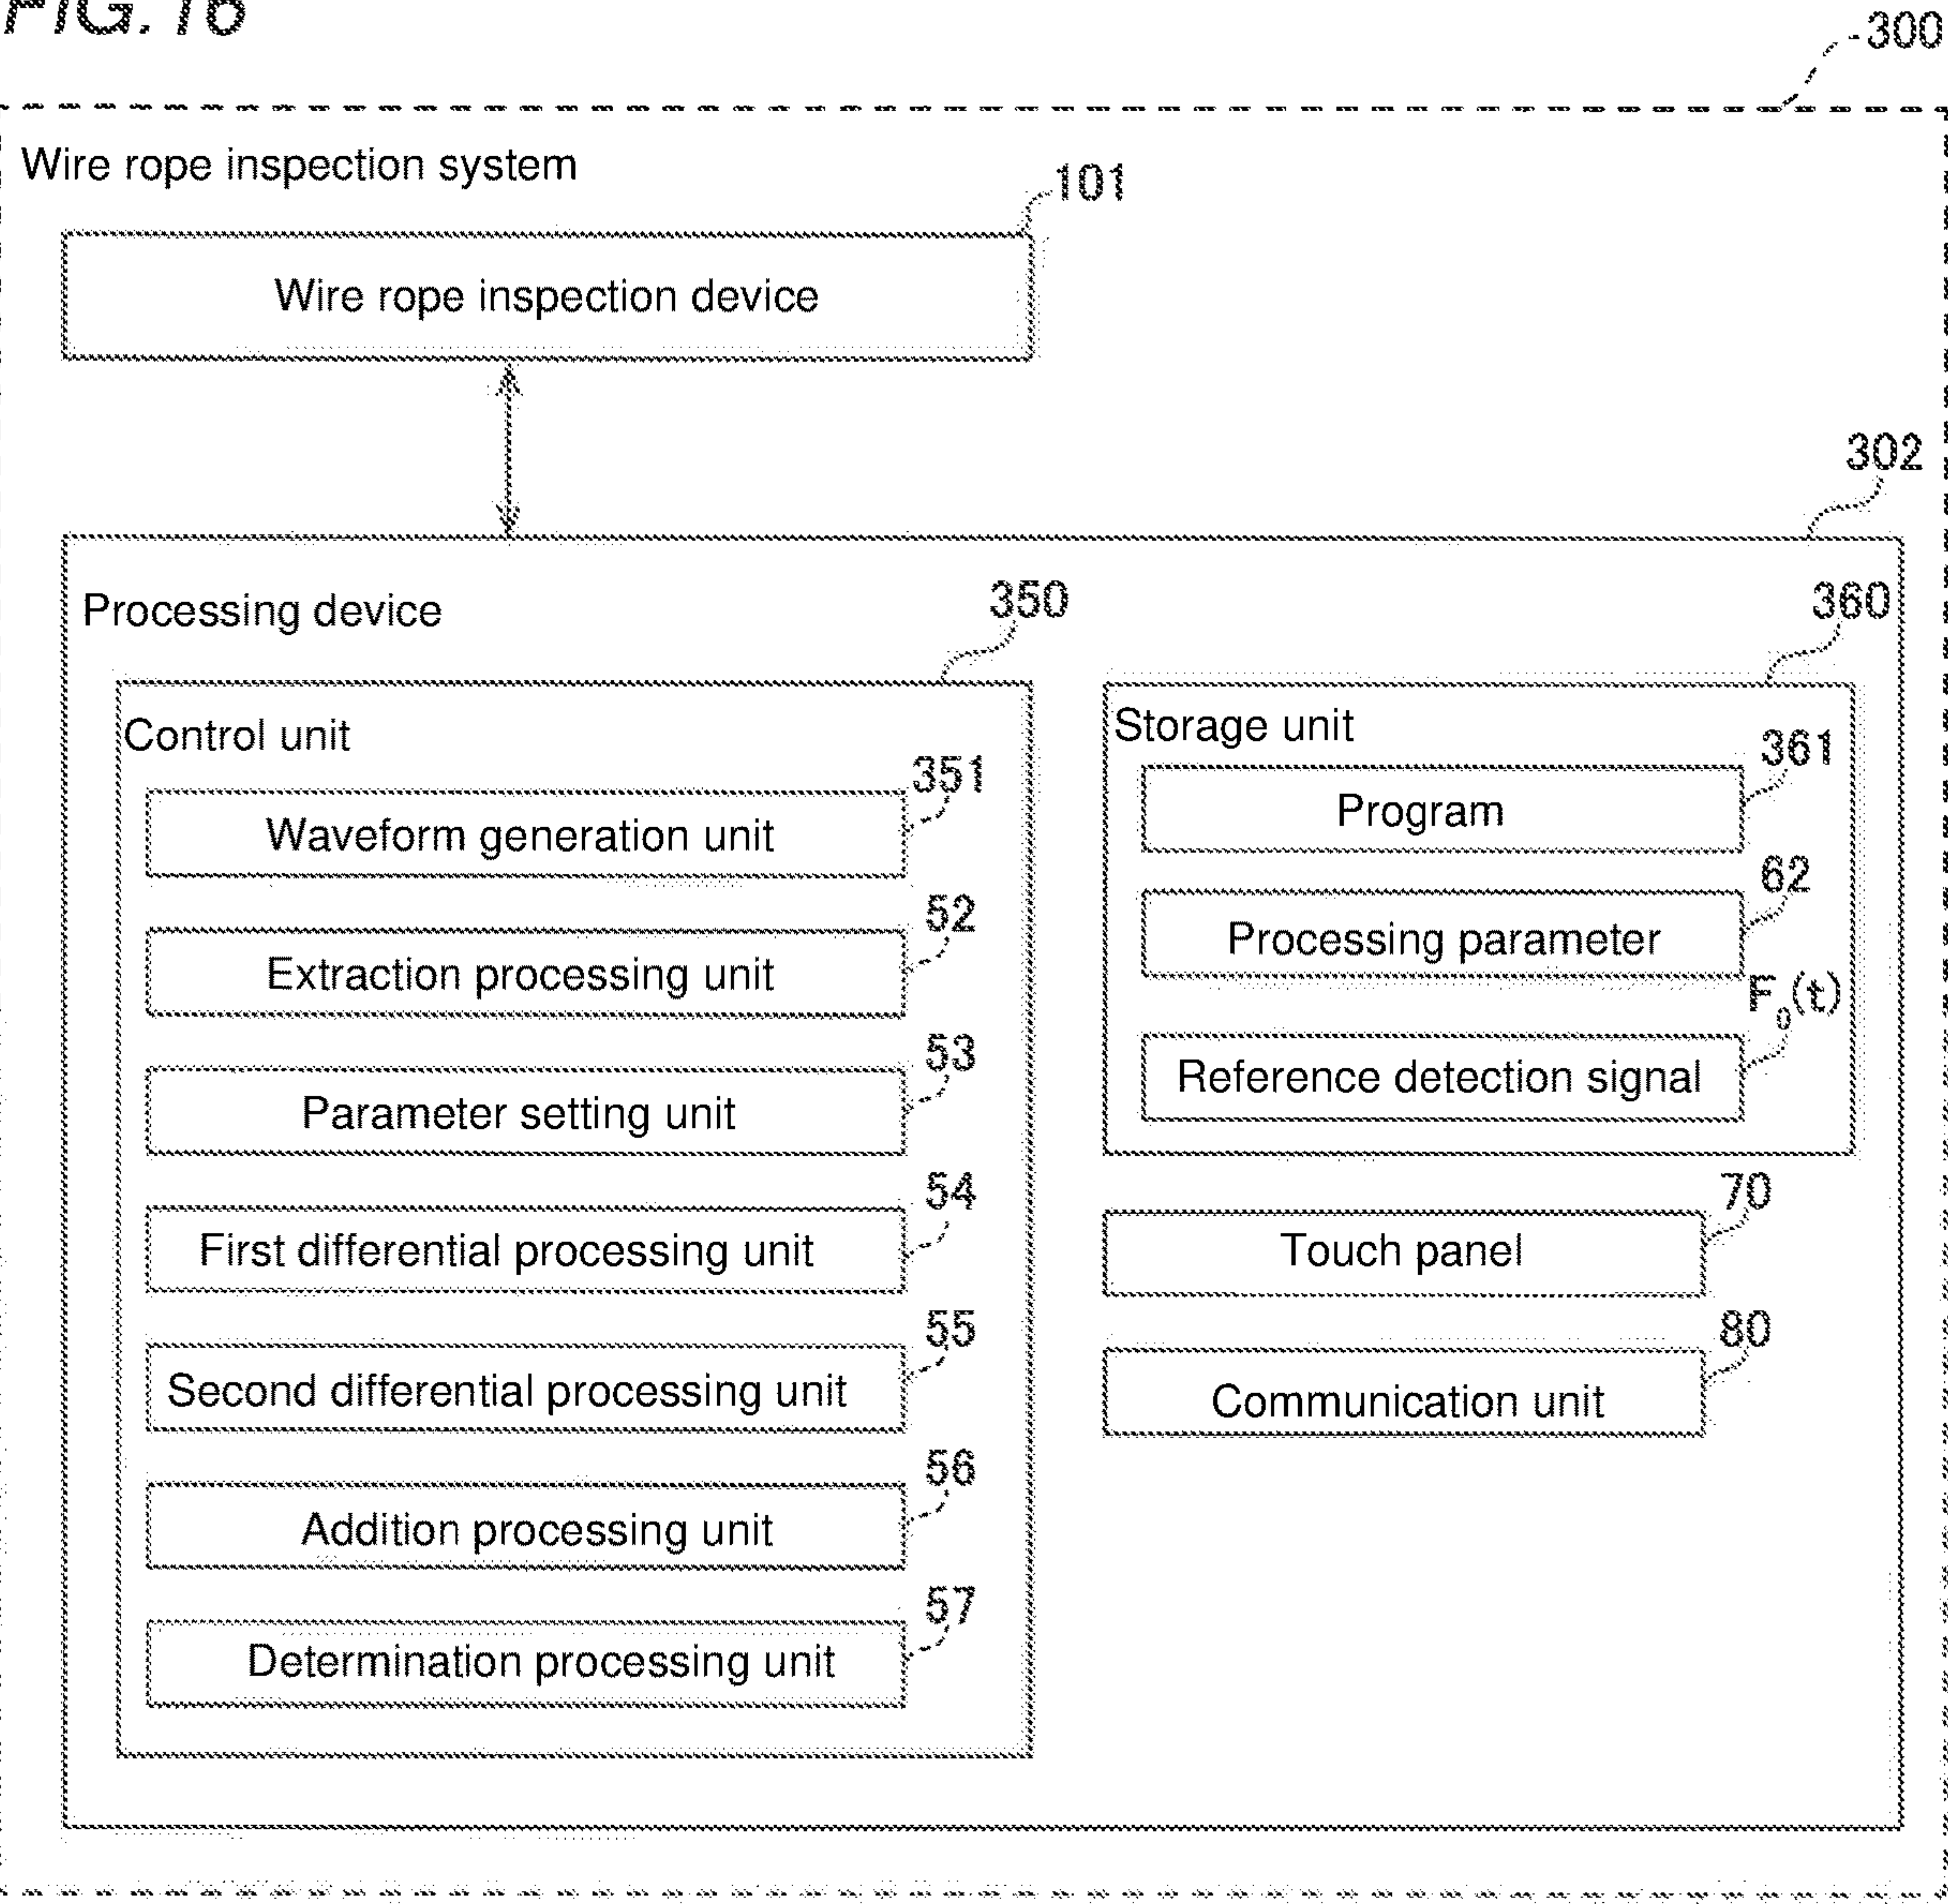 FIG. 16
300
Wire rope inspection system
101
Wire rope inspection device
302
Processing device
350
360
Control unit
Storage unit
351
Waveform generation unit
361
Program
52
Extraction processing unit
62
Processing parameter
53
Parameter setting unit
F0(t)
Reference detection signal
54
First differential processing unit
70
Touch panel
55
Second differential processing unit
80
Communication unit
56
Addition processing unit
57
Determination processing unit